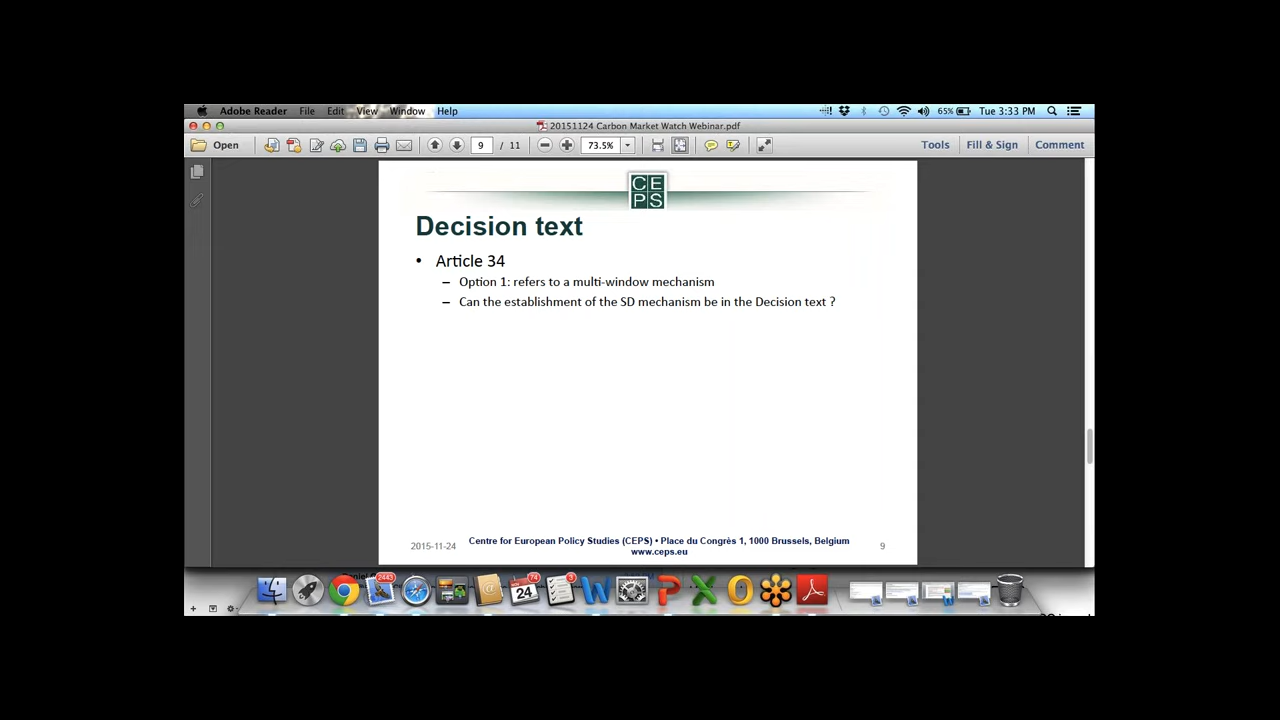 Adobe Reader File Edit View Window Help 65% Tue 3:33 PM
20151124 Carbon Market Watch Webinar.pdf
Open 9 / 11 73.5% Tools Fill & Sign Comment
CE
PS
Decision text
• Article 34
– Option 1: refers to a multi-window mechanism
– Can the establishment of the SD mechanism be in the Decision text ?
2015-11-24 Centre for European Policy Studies (CEPS) • Place du Congrès 1, 1000 Brussels, Belgium 9
www.ceps.eu
2443 74 3
24